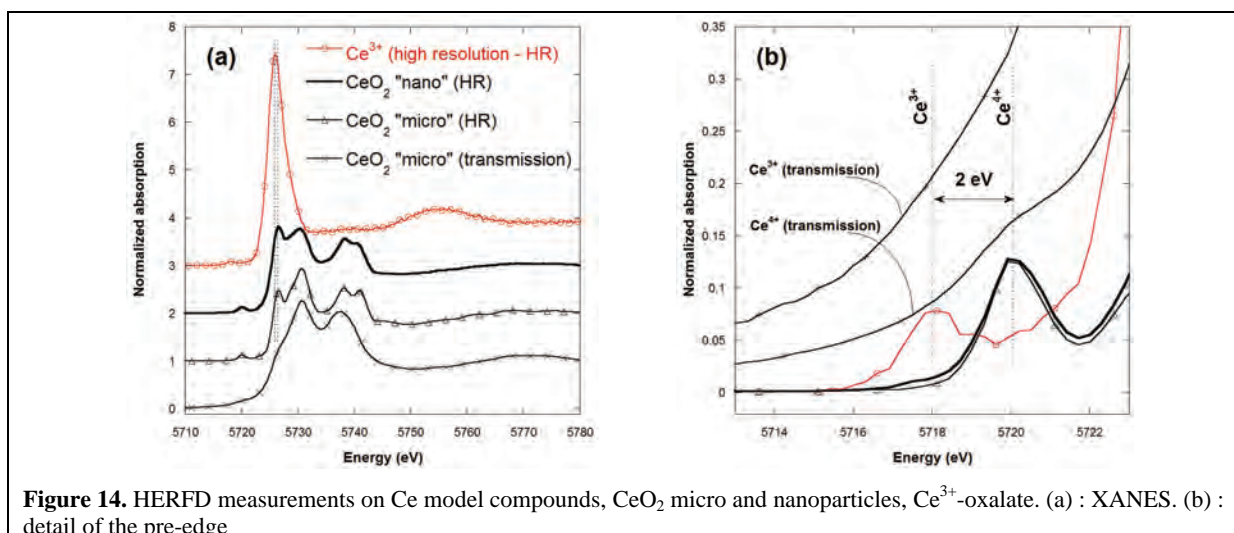 (a)
Ce3+ (high resolution - HR)
CeO2 "nano" (HR)
CeO2 "micro" (HR)
CeO2 "micro" (transmission)
Normalized absorption
8
7
6
5
4
3
2
1
0
5710 5720 5730 5740 5750 5760 5770 5780
Energy (eV)
(b)
Ce3+
Ce4+
2 eV
Ce3+ (transmission)
Ce4+ (transmission)
Normalized absorption
0.35
0.3
0.25
0.2
0.15
0.1
0.05
0
5714 5716 5718 5720 5722
Energy (eV)
Figure 14. HERFD measurements on Ce model compounds, CeO2 micro and nanoparticles, Ce3+-oxalate. (a) : XANES. (b) :
detail of the pre-edge